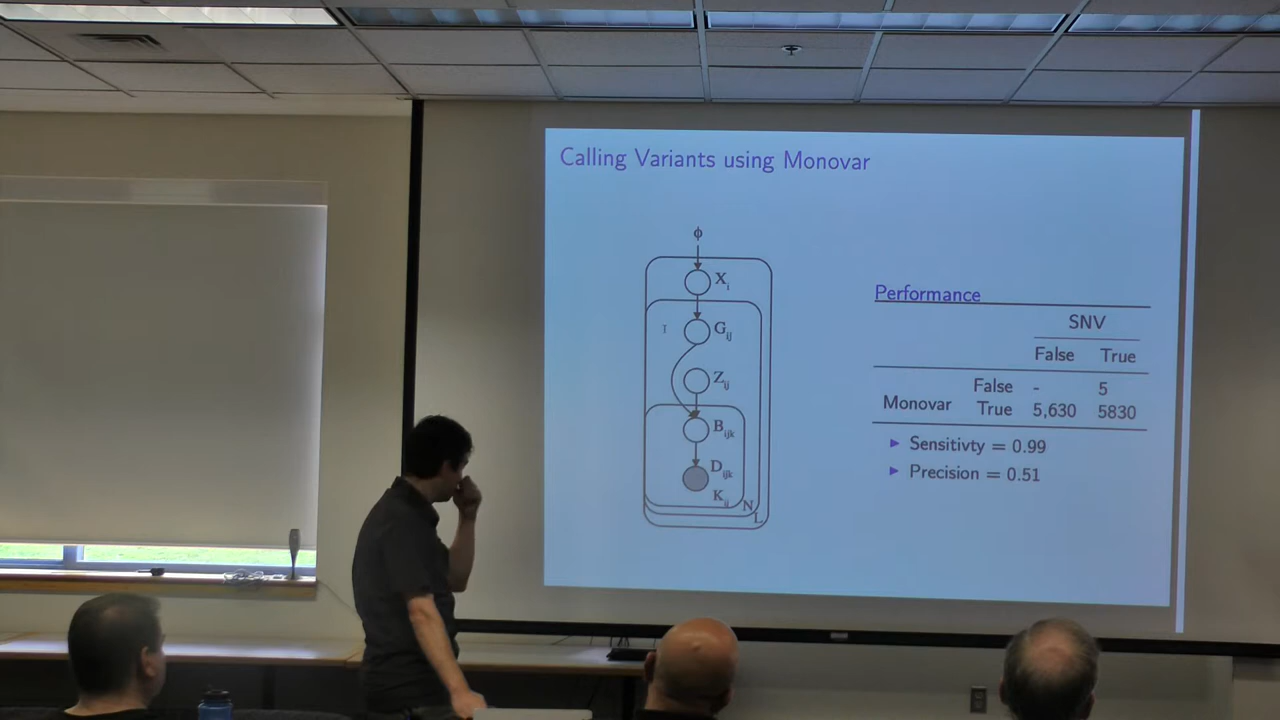 Calling Variants using Monovar
ϕ
X_i
I
G_ij
Z_ij
B_ijk
D_ijk
K_ij
N
L
Performance
SNV
False True
False - 5
Monovar True 5,630 5830
▶ Sensitivty = 0.99
▶ Precision = 0.51